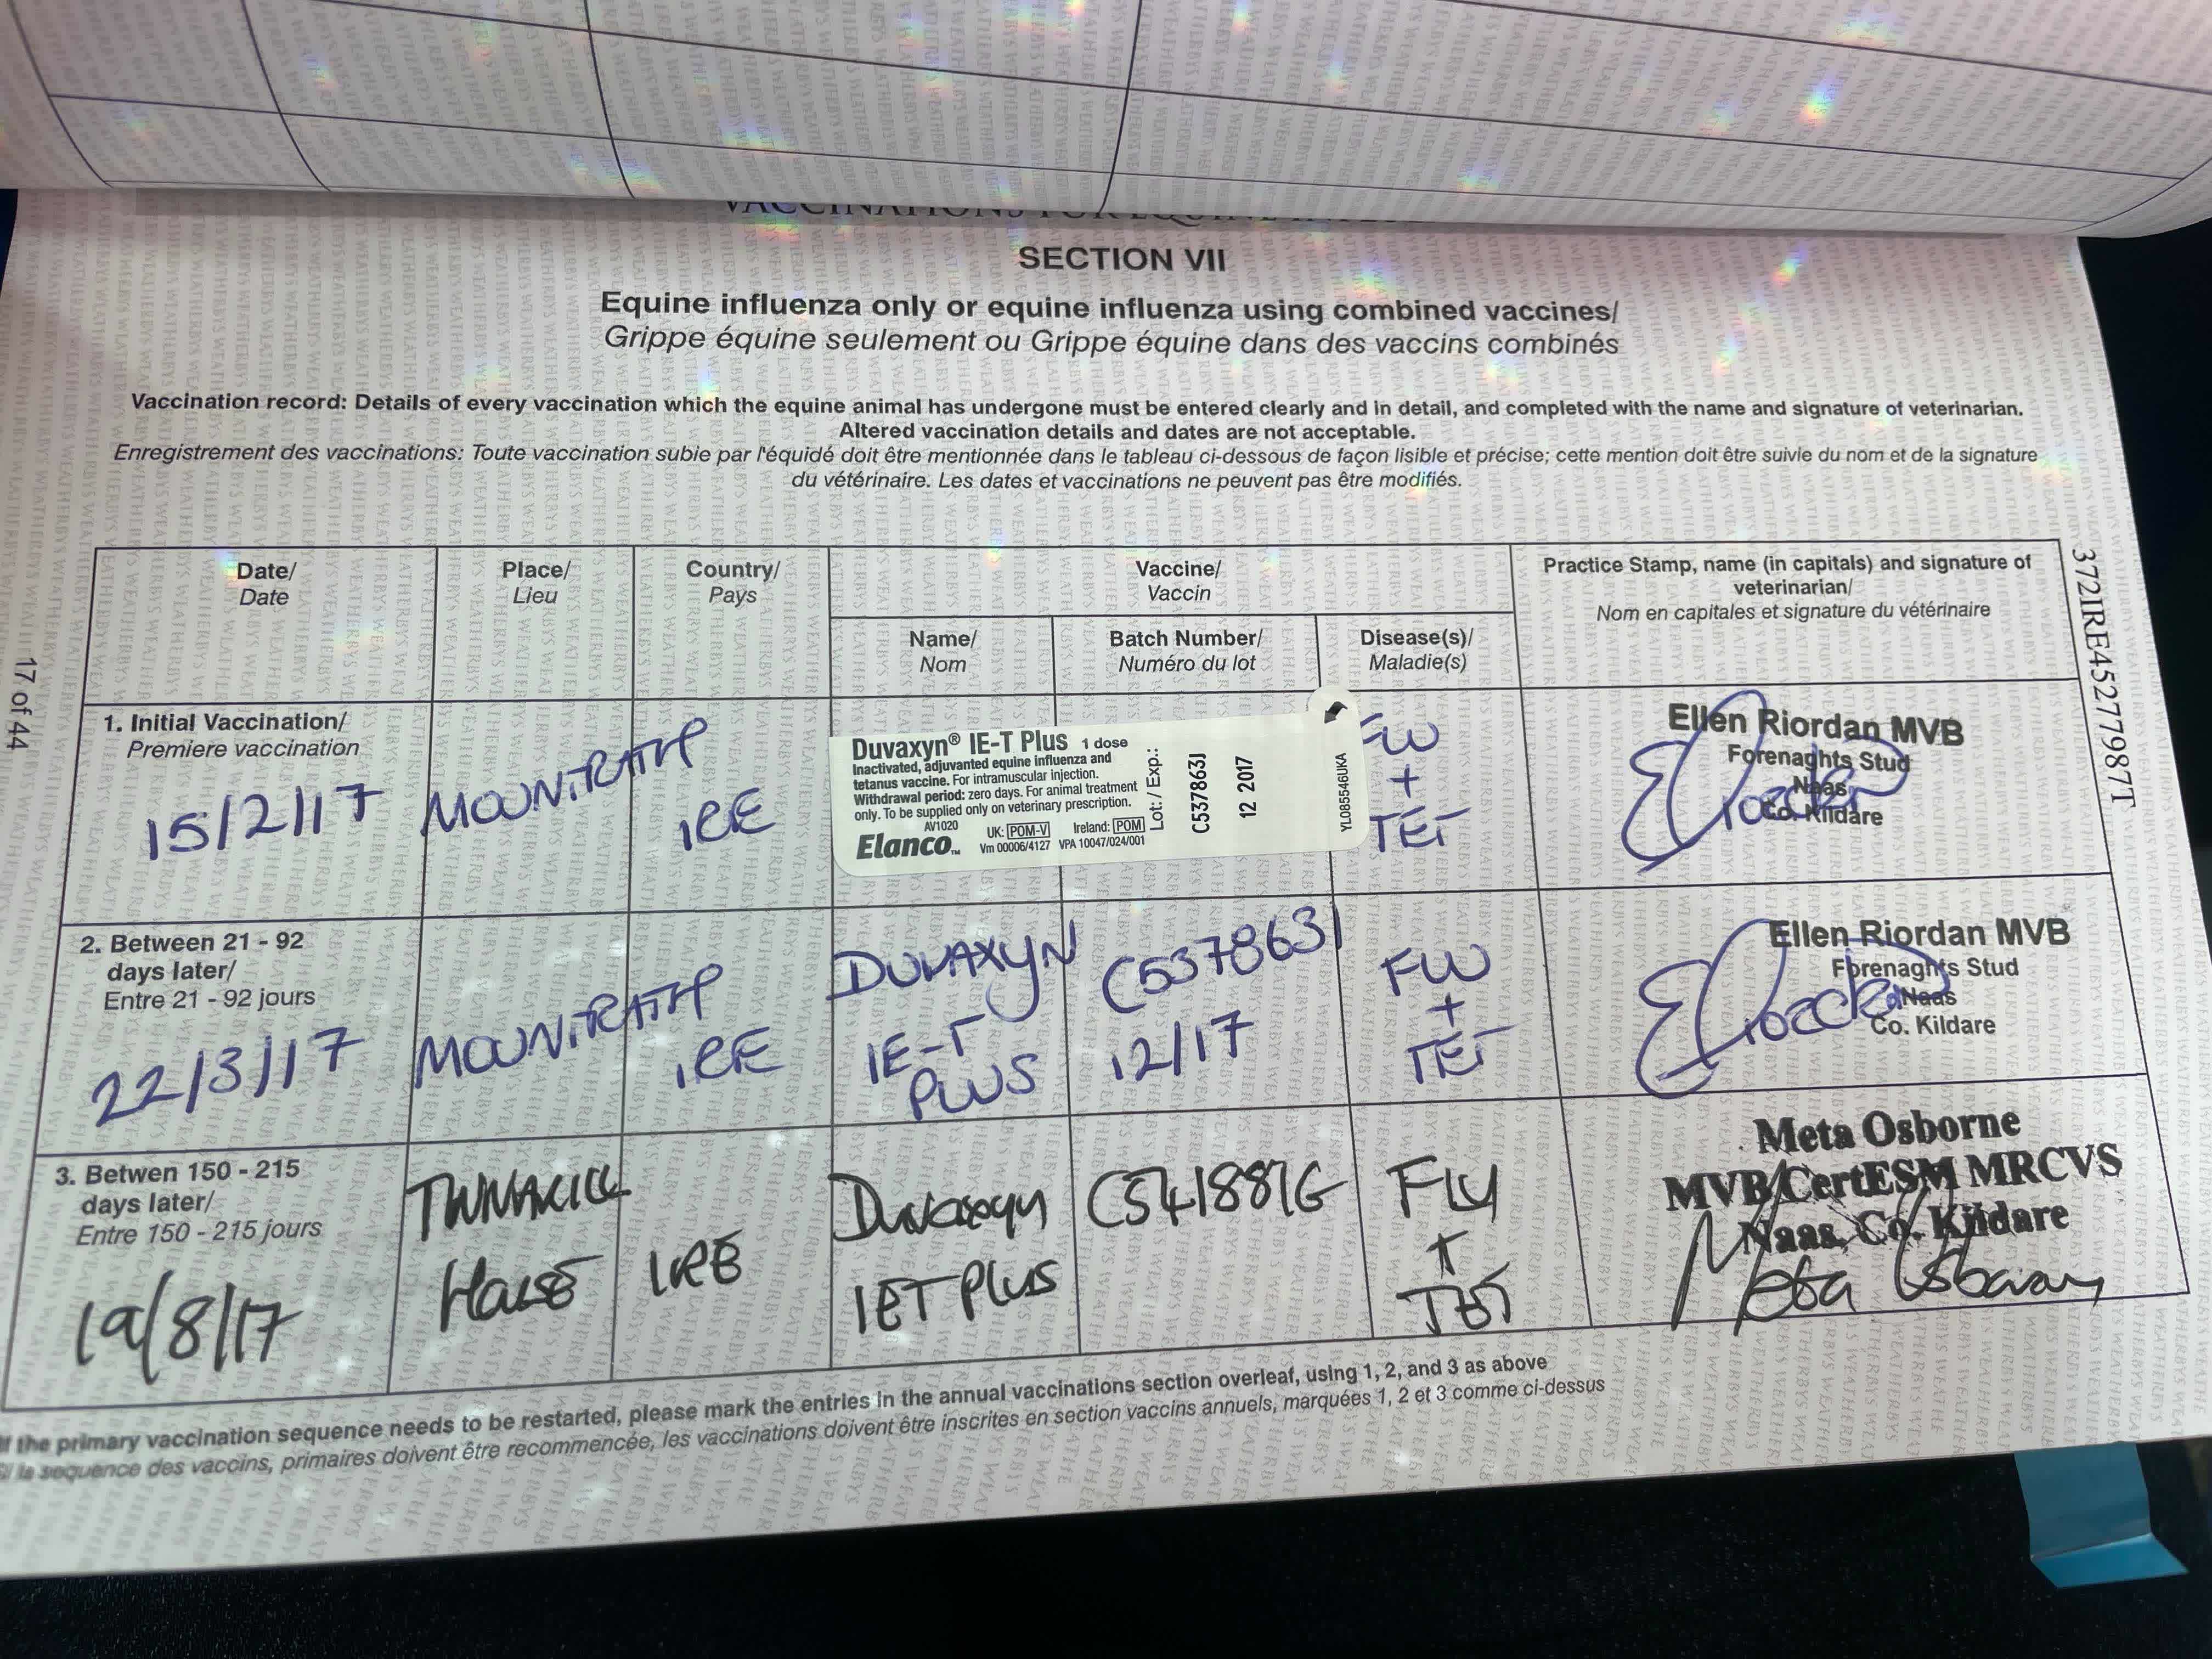 SECTION VII
Equine influenza only or equine influenza using combined vaccines/
Grippe équine seulement ou Grippe équine dans des vaccins combinés
Vaccination record: Details of every vaccination which the equine animal has undergone must be entered clearly and in detail, and completed with the name and signature of veterinarian.
Altered vaccination details and dates are not acceptable.
Enregistrement des vaccinations: Toute vaccination subie par l'équidé doit être mentionnée dans le tableau ci-dessous de façon lisible et précise; cette mention doit être suivie du nom et de la signature
du vétérinaire. Les dates et vaccinations ne peuvent pas être modifiés.
Date/
Date
Place/
Lieu
Country/
Pays
Vaccine/
Vaccin
Name/
Nom
Batch Number/
Numéro du lot
Disease(s)/
Maladie(s)
Practice Stamp, name (in capitals) and signature of
veterinarian/
Nom en capitales et signature du vétérinaire
1. Initial Vaccination/
Premiere vaccination
15/2/17
MOUNTRATH
IRE
Duvaxyn® IE-T Plus 1 dose
Inactivated, adjuvanted equine influenza and
tetanus vaccine. For intramuscular injection.
Withdrawal period: zero days. For animal treatment
only. To be supplied only on veterinary prescription.
AV1020
Elanco™
UK: POM-V Ireland: POM
Vm 00006/4127 VPA 10047/024/001
Lot: / Exp.:
C537863J
12 2017
YL085546UKA
FLU
+
TET
Ellen Riordan MVB
Forenaghts Stud
Naas
Co. Kildare
2. Between 21 - 92
days later/
Entre 21 - 92 jours
22/3/17
MOUNTRATH
IRE
DUVAXYN
IE-T
PLUS
C537863J
12/17
FLU
+
TET
Ellen Riordan MVB
Forenaghts Stud
Naas
Co. Kildare
3. Betwen 150 - 215
days later/
Entre 150 - 215 jours
19/8/17
HOUSE
IRE
Duvaxyn
IET PLUS
C541881G
FLU
+
TET
Meta Osborne
MVB CertESM MRCVS
Naas, Co. Kildare
Meta Osborne
If the primary vaccination sequence needs to be restarted, please mark the entries in the annual vaccinations section overleaf, using 1, 2, and 3 as above
Si la sequence des vaccins, primaires doivent être recommencée, les vaccinations doivent être inscrites en section vaccins annuels, marquées 1, 2 et 3 comme ci-dessus
17 of 44
372IRE45277987T